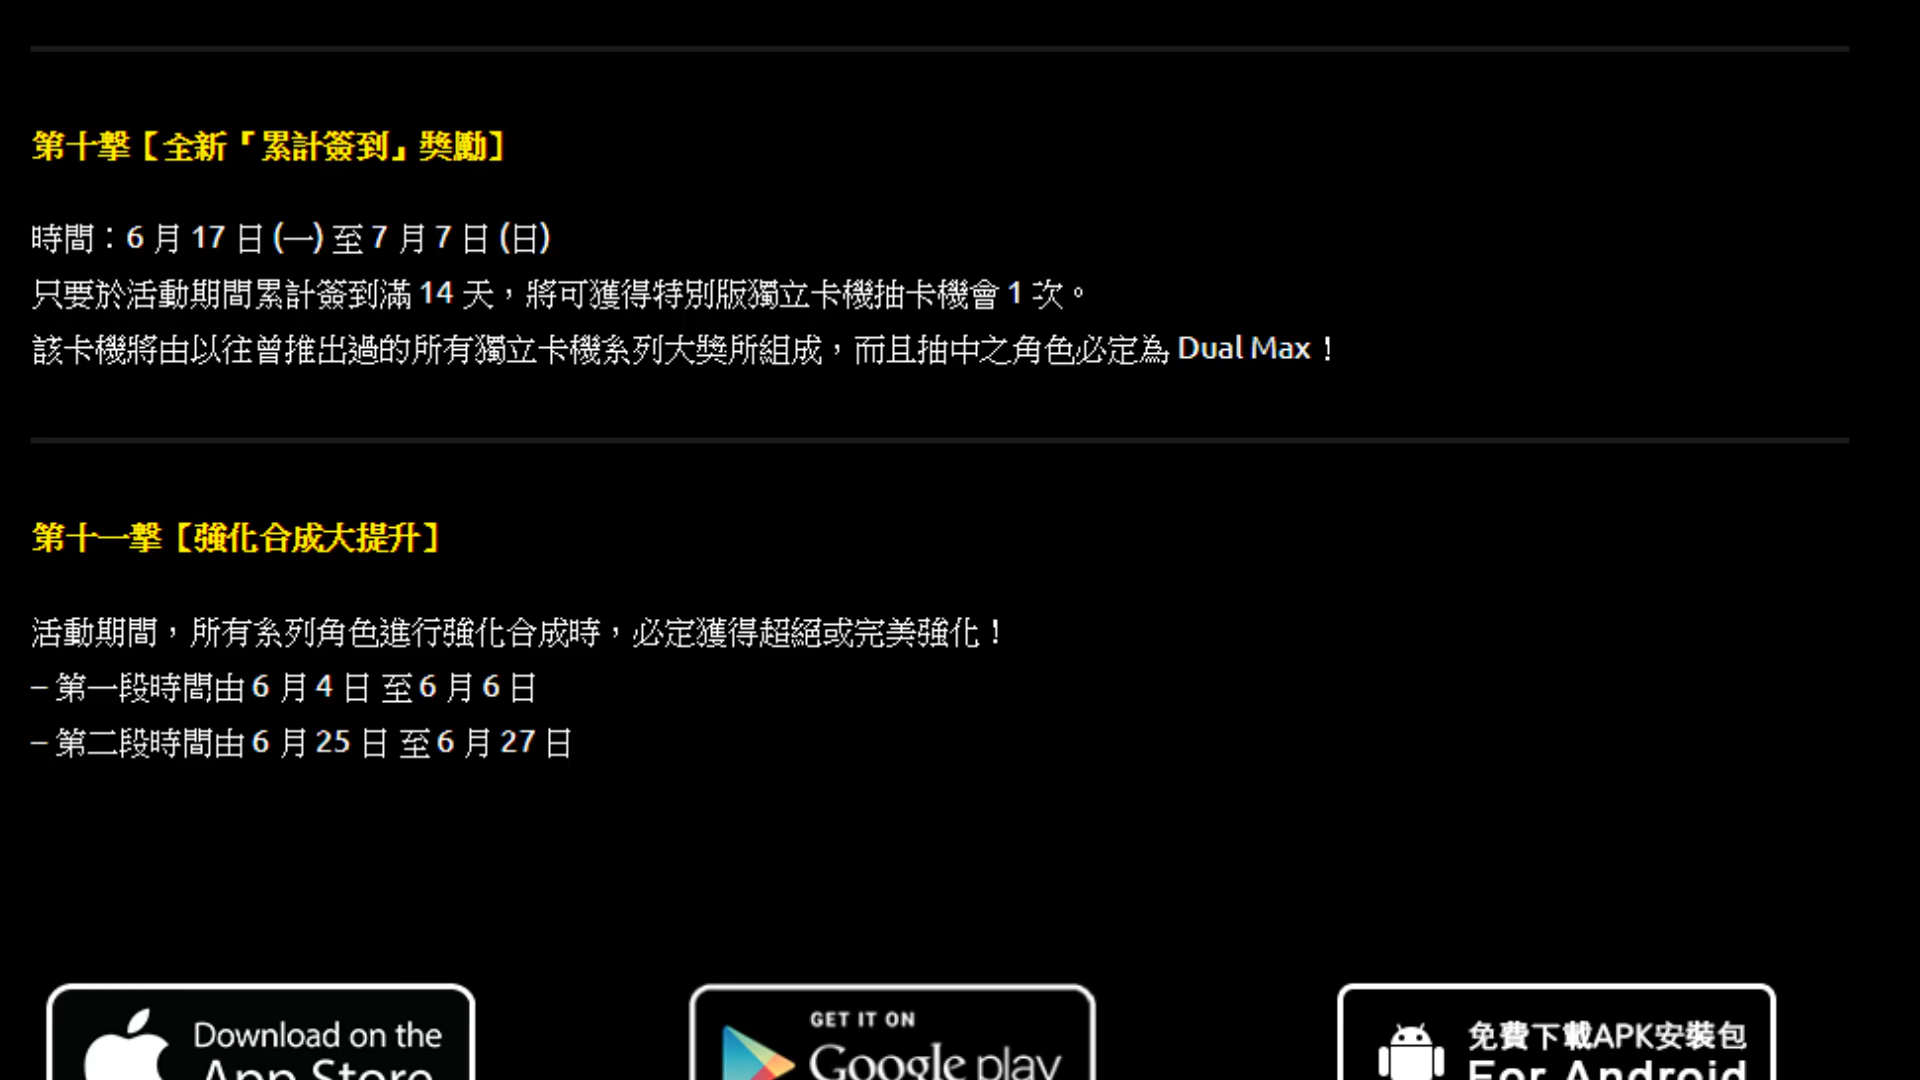 第十擊［全新「累計簽到」獎勵］
時間：6 月 17 日 (一) 至 7 月 7 日 (日)
只要於活動期間累計簽到滿 14 天，將可獲得特別版獨立卡機抽卡機會 1 次。
該卡機將由以往曾推出過的所有獨立卡機系列大獎所組成，而且抽中之角色必定為 Dual Max！
第十一擊［強化合成大提升］
活動期間，所有系列角色進行強化合成時，必定獲得超絕或完美強化！
– 第一段時間由 6 月 4 日 至 6 月 6 日
– 第二段時間由 6 月 25 日 至 6 月 27 日
Download on the
App Store
GET IT ON
Google play
免費下載APK安裝包
For Android